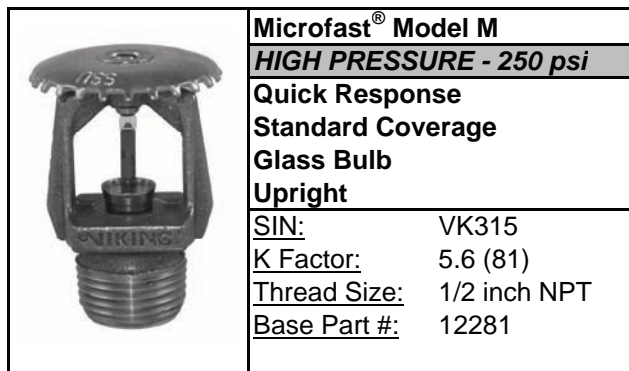 Microfast® Model M
HIGH PRESSURE - 250 psi
Quick Response
Standard Coverage
Glass Bulb
Upright
SIN: VK315
K Factor: 5.6 (81)
Thread Size: 1/2 inch NPT
Base Part #: 12281
SSU
VIKING